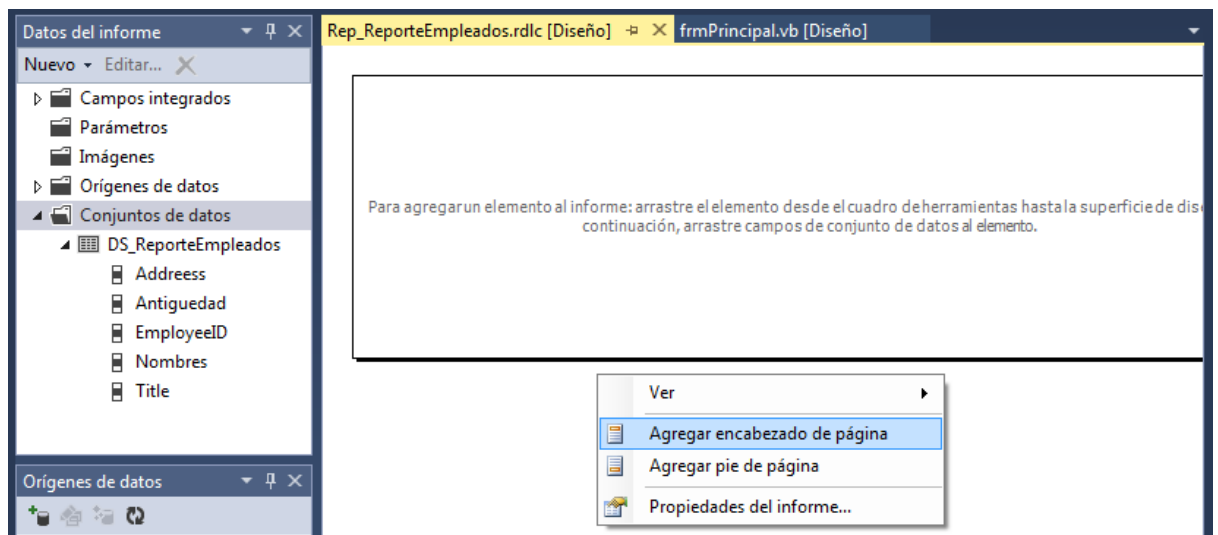 Datos del informe
Nuevo Editar...
Campos integrados
Parámetros
Imágenes
Orígenes de datos
Conjuntos de datos
DS_ReporteEmpleados
Addreess
Antiguedad
EmployeeID
Nombres
Title
Orígenes de datos
Rep_ReporteEmpleados.rdlc [Diseño] frmPrincipal.vb [Diseño]
Para agregar un elemento al informe: arrastre el elemento desde el cuadro de herramientas hasta la superficie de dis
continuación, arrastre campos de conjunto de datos al elemento.
Ver
Agregar encabezado de página
Agregar pie de página
Propiedades del informe...